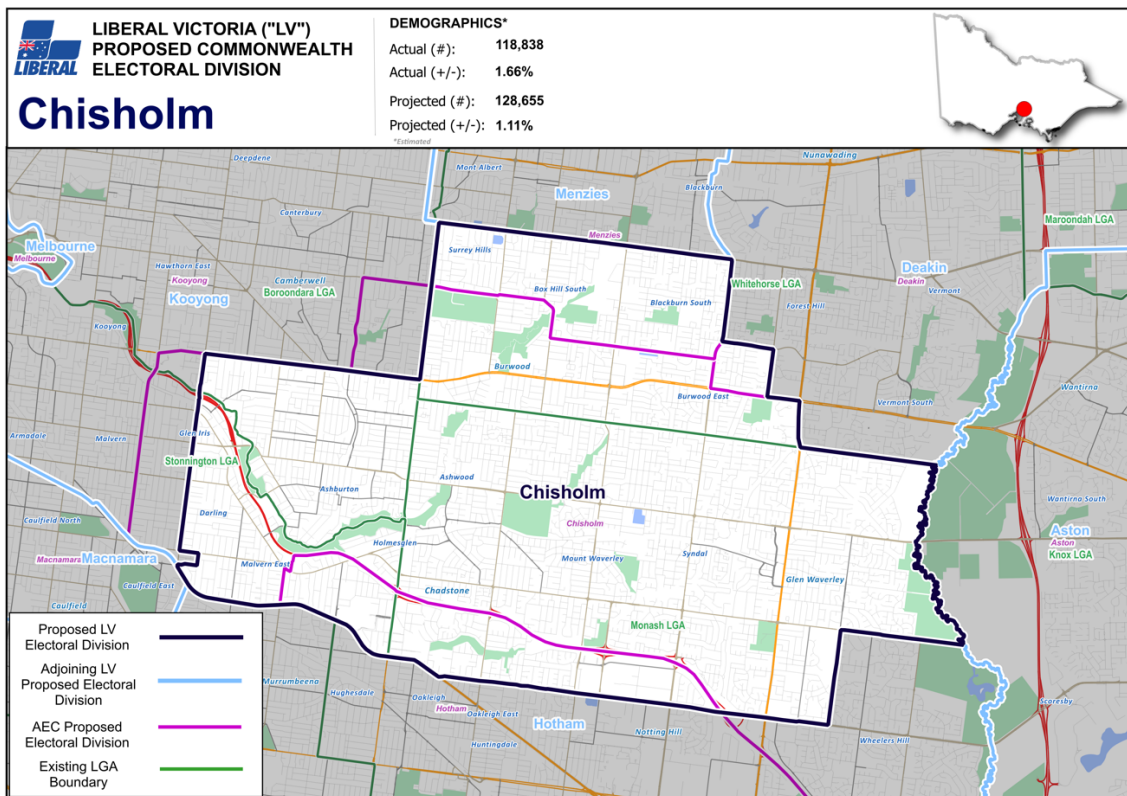 LIBERAL
LIBERAL VICTORIA ("LV")
PROPOSED COMMONWEALTH
ELECTORAL DIVISION
Chisholm
DEMOGRAPHICS*
Actual (#): 118,838
Actual (+/-): 1.66%
Projected (#): 128,655
Projected (+/-): 1.11%
*Estimated
Deepdene
Mont Albert
Nunawading
Blackburn
Menzies
Canterbury
Maroondah LGA
Menzies
Melbourne
Melbourne
Surrey Hills
Hawthorn East
Kooyong
Camberwell
Deakin
Deakin
Vermont
Kooyong
Boroondara LGA
Box Hill South
Whitehorse LGA
Blackburn South
Forest Hill
Kooyong
Burwood
Wantirna
Burwood East
Vermont South
Armadale
Malvern
Glen Iris
Stonnington LGA
Ashburton
Ashwood
Chisholm
Wantirna South
Darling
Caulfield North
Chisholm
Aston
Aston
Knox LGA
Holmesglen
Macnamara
Macnamara
Malvern East
Mount Waverley
Syndal
Glen Waverley
Caulfield East
Chadstone
Caulfield
Monash LGA
Murrumbeena
Hughesdale
Oakleigh
Hotham
Oakleigh East
Hotham
Notting Hill
Scoresby
Wheelers Hill
Huntingdale
Proposed LV
Electoral Division
Adjoining LV
Proposed Electoral
Division
AEC Proposed
Electoral Division
Existing LGA
Boundary